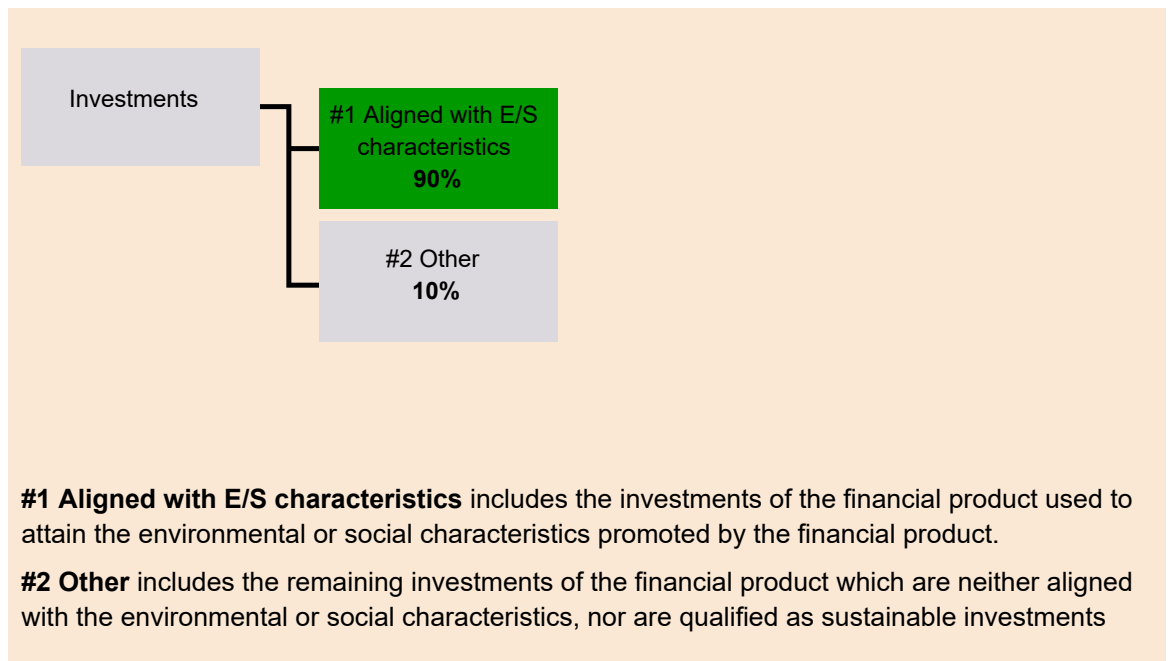 Investments
#1 Aligned with E/S
characteristics
90%
#2 Other
10%
#1 Aligned with E/S characteristics includes the investments of the financial product used to
attain the environmental or social characteristics promoted by the financial product.
#2 Other includes the remaining investments of the financial product which are neither aligned
with the environmental or social characteristics, nor are qualified as sustainable investments